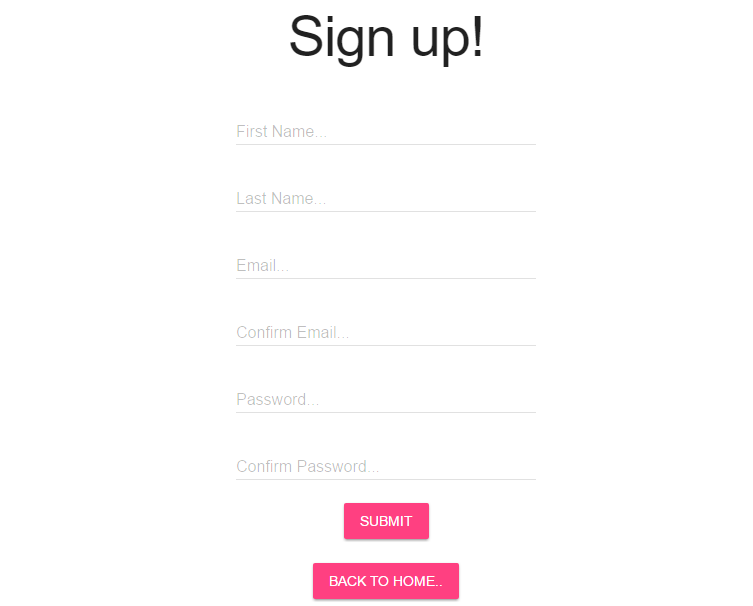 Sign up!
First Name...
Last Name...
Email...
Confirm Email...
Password...
Confirm Password...
SUBMIT
BACK TO HOME..